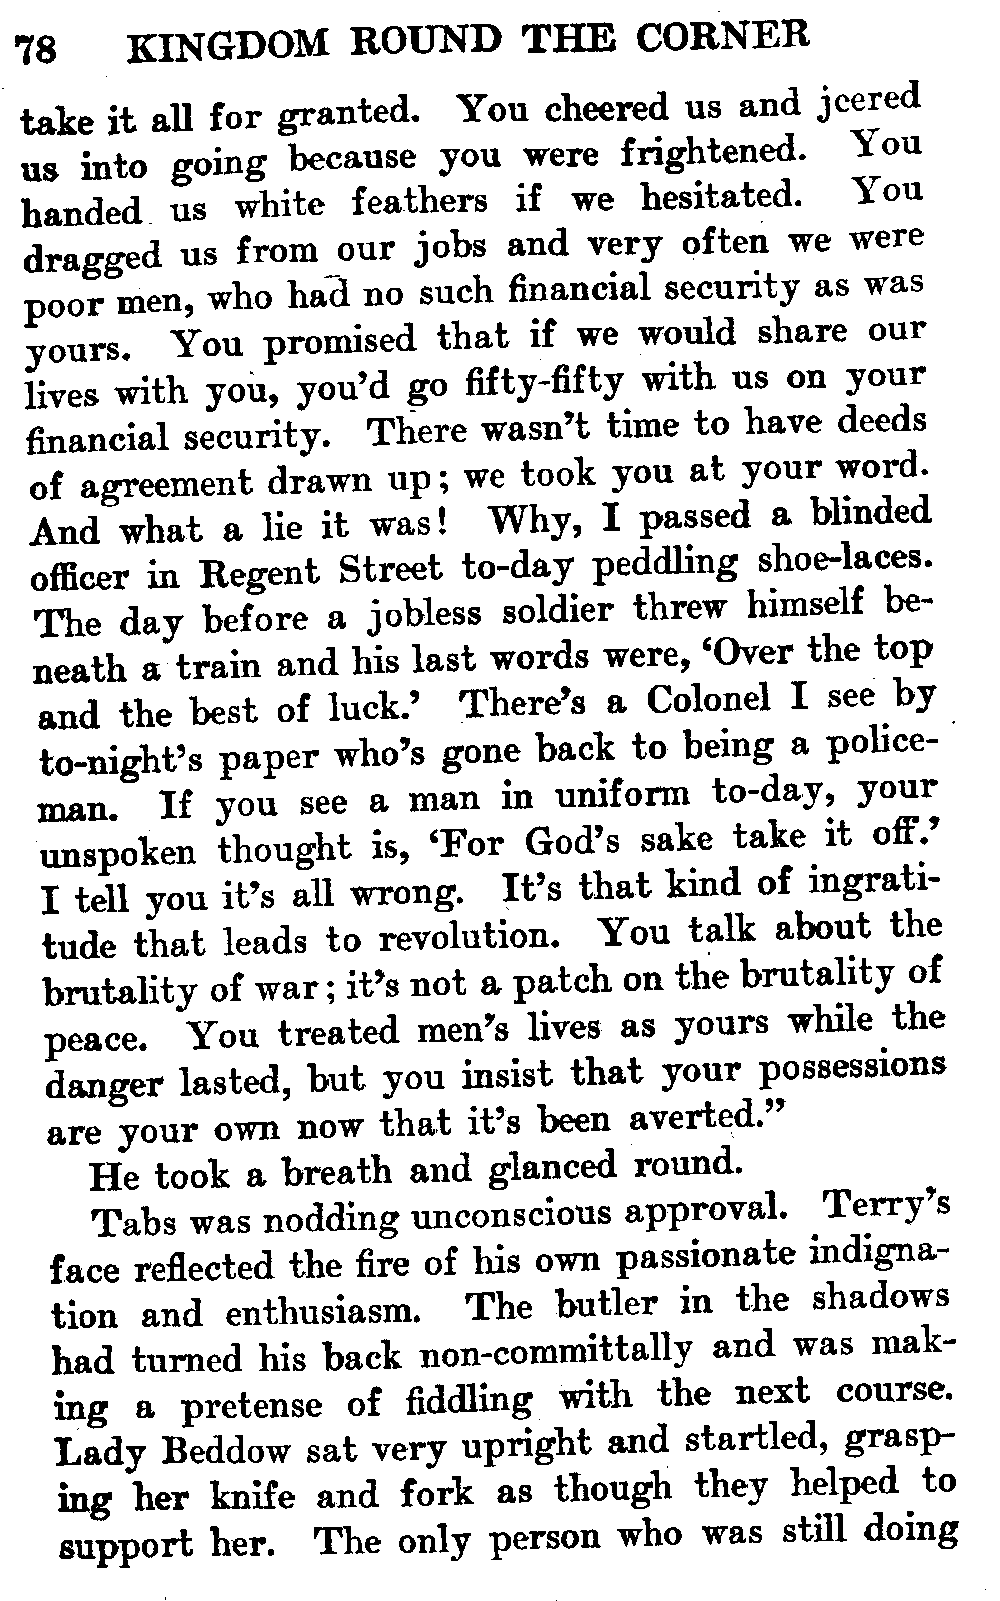 78 KINGDOM ROUND THE CORNER
take it all for granted. You cheered us and jeered
us into going because you were frightened. You
handed us white feathers if we hesitated. You
dragged us from our jobs and very often we were
poor men, who had no such financial security as was
yours. You promised that if we would share our
lives with you, you'd go fifty-fifty with us on your
financial security. There wasn't time to have deeds
of agreement drawn up; we took you at your word.
And what a lie it was! Why, I passed a blinded
officer in Regent Street to-day peddling shoe-laces.
The day before a jobless soldier threw himself be-
neath a train and his last words were, ‘Over the top
and the best of luck.’ There's a Colonel I see by
to-night's paper who's gone back to being a police-
man. If you see a man in uniform to-day, your
unspoken thought is, ‘For God's sake take it off.’
I tell you it's all wrong. It's that kind of ingrati-
tude that leads to revolution. You talk about the
brutality of war; it's not a patch on the brutality of
peace. You treated men's lives as yours while the
danger lasted, but you insist that your possessions
are your own now that it's been averted.”
He took a breath and glanced round.
Tabs was nodding unconscious approval. Terry's
face reflected the fire of his own passionate indigna-
tion and enthusiasm. The butler in the shadows
had turned his back non-committally and was mak-
ing a pretense of fiddling with the next course.
Lady Beddow sat very upright and startled, grasp-
ing her knife and fork as though they helped to
support her. The only person who was still doing